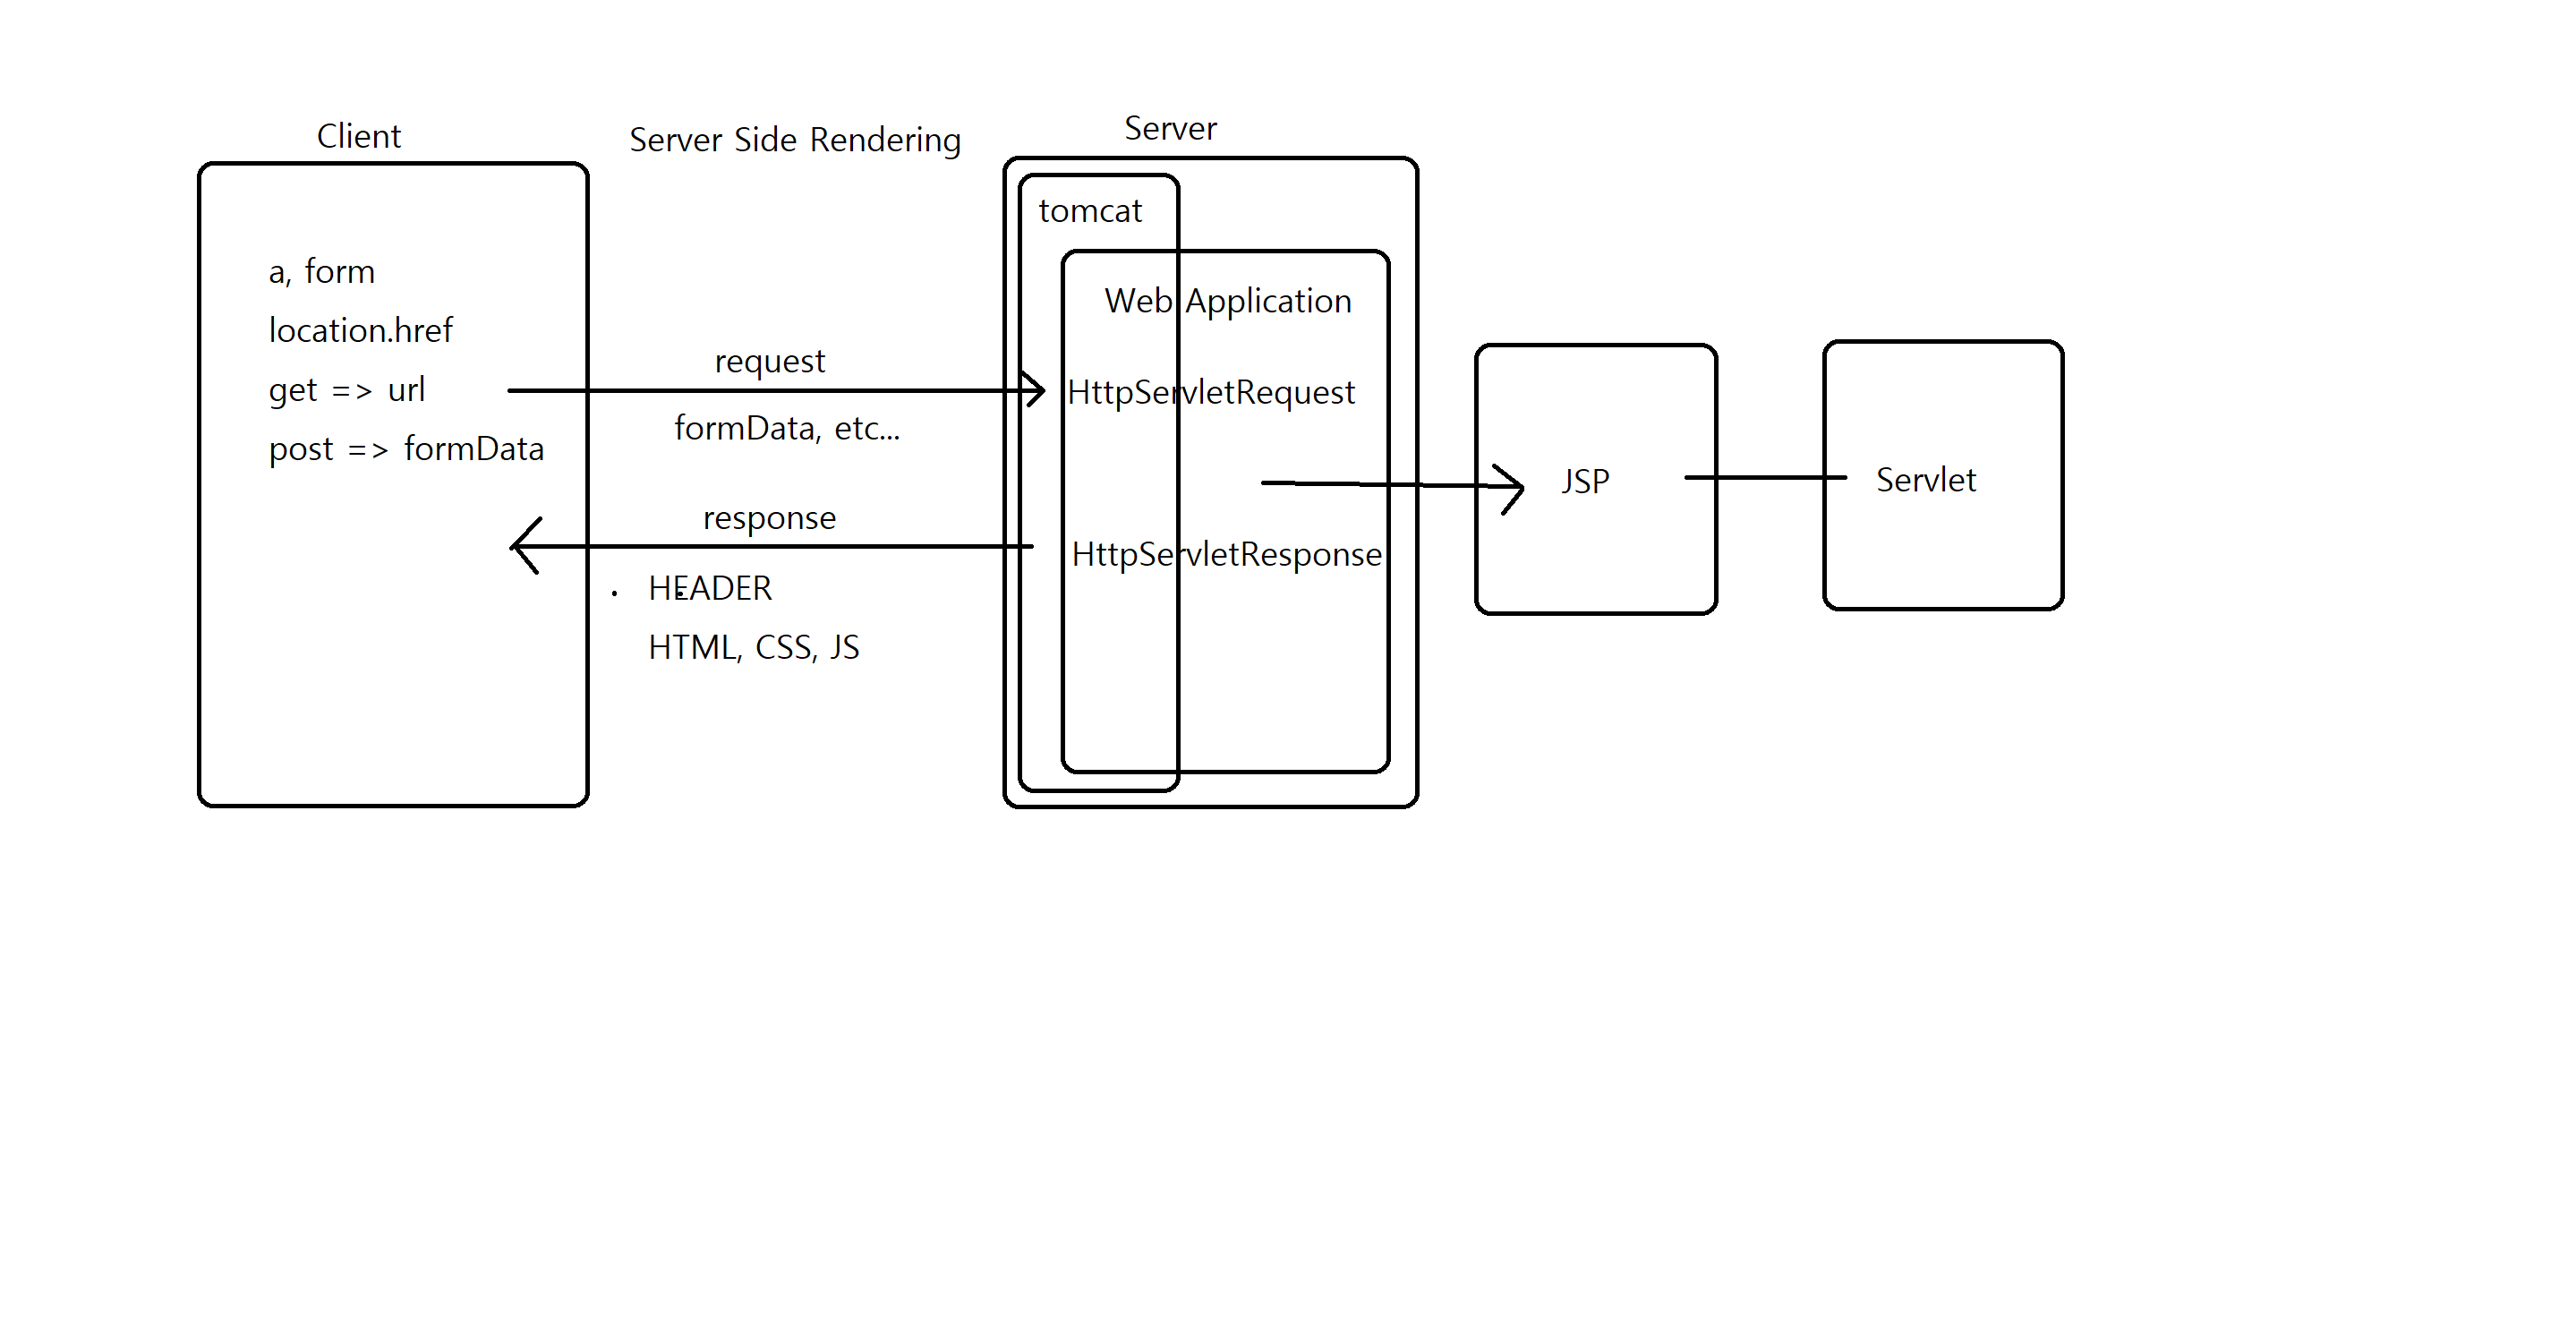 Client
Server Side Rendering
Server
a, form
location.href
get => url
post => formData
request
formData, etc...
response
HEADER
HTML, CSS, JS
tomcat
Web Application
HttpServletRequest
HttpServletResponse
JSP
Servlet